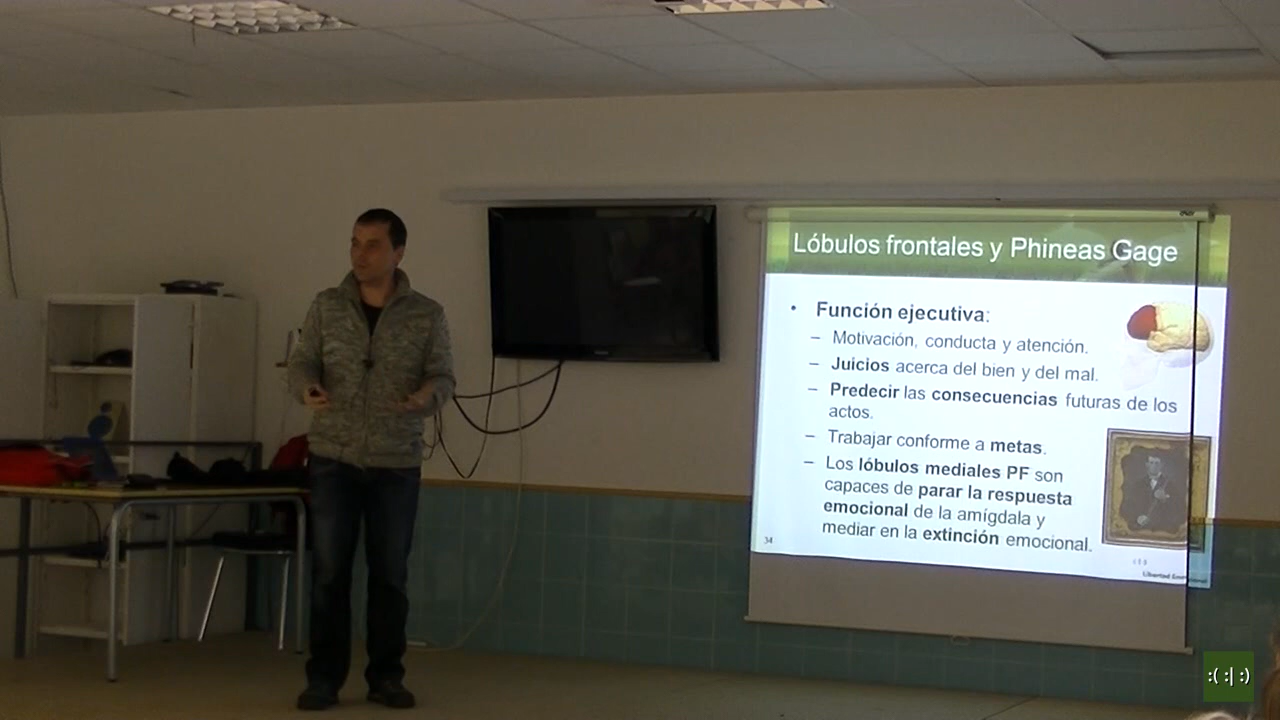 Lóbulos frontales y Phineas Gage
• Función ejecutiva:
– Motivación, conducta y atención.
– Juicios acerca del bien y del mal.
– Predecir las consecuencias futuras de los
actos.
– Trabajar conforme a metas.
– Los lóbulos mediales PF son
capaces de parar la respuesta
emocional de la amígdala y
mediar en la extinción emocional.
34
Libertad
:( :| :)